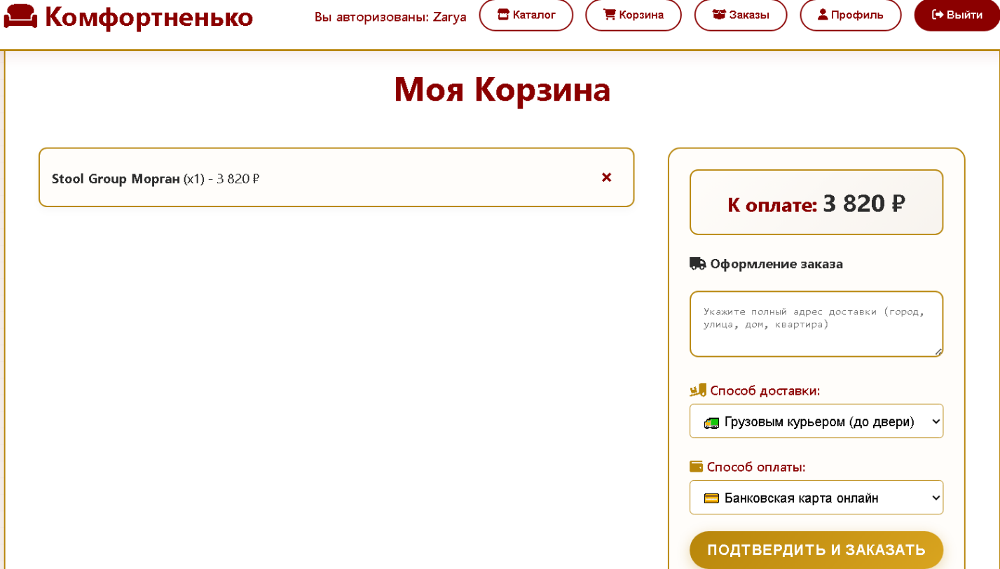 Комфортненько
Вы авторизованы: Zarya
Каталог
Корзина
Заказы
Профиль
Выйти
Моя Корзина
Stool Group Морган (x1) - 3 820 ₽
К оплате: 3 820 ₽
Оформление заказа
Укажите полный адрес доставки (город,
улица, дом, квартира)
Способ доставки:
Грузовым курьером (до двери)
Способ оплаты:
Банковская карта онлайн
ПОДТВЕРДИТЬ И ЗАКАЗАТЬ